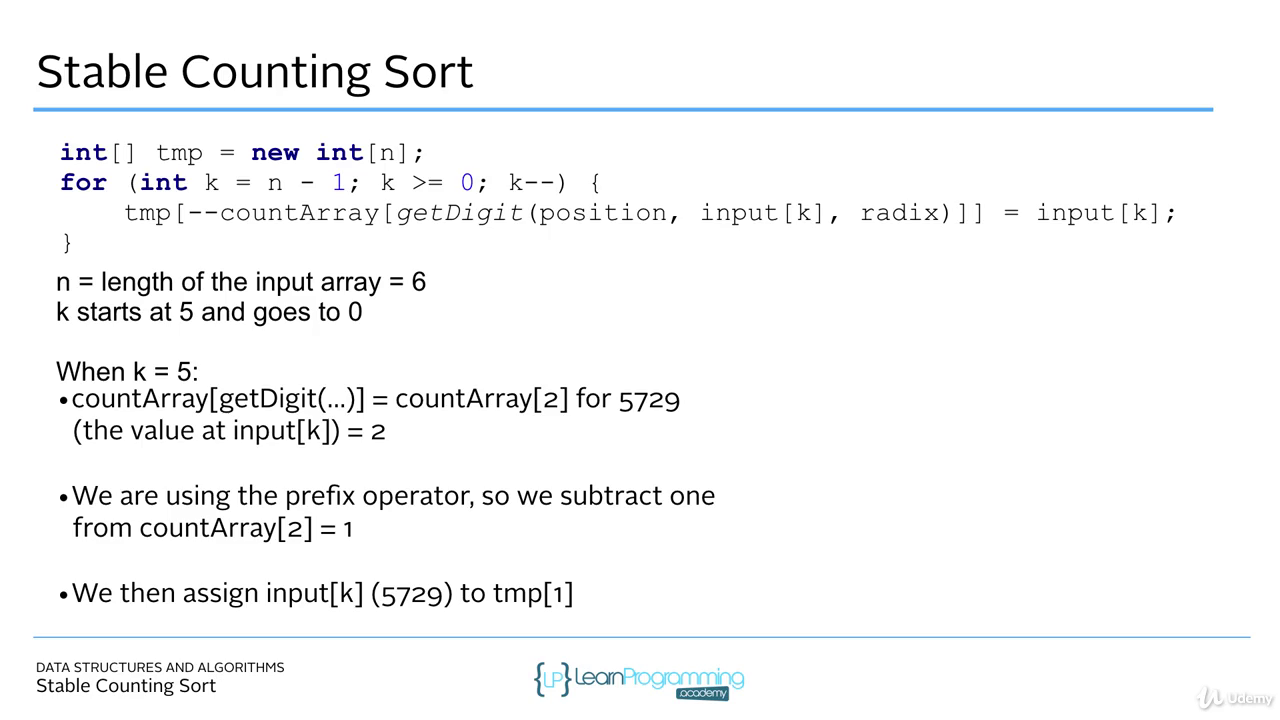 Stable Counting Sort
int[] tmp = new int[n];
for (int k = n - 1; k >= 0; k--) {
    tmp[--countArray[getDigit(position, input[k], radix)]] = input[k];
}
n = length of the input array = 6
k starts at 5 and goes to 0
When k = 5:
•countArray[getDigit(...)] = countArray[2] for 5729
(the value at input[k]) = 2
•We are using the prefix operator, so we subtract one
from countArray[2] = 1
•We then assign input[k] (5729) to tmp[1]
DATA STRUCTURES AND ALGORITHMS
Stable Counting Sort
{LP} LearnProgramming
.academy
Udemy